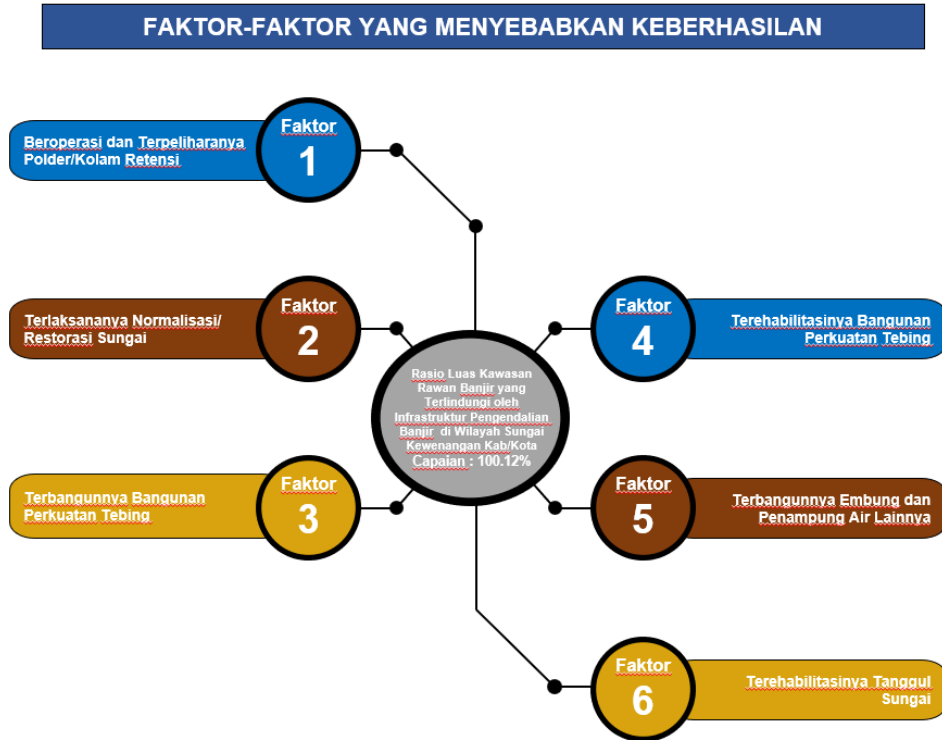 FAKTOR-FAKTOR YANG MENYEBABKAN KEBERHASILAN
Faktor
1
Beroperasi dan Terpeliharanya
Polder/Kolam Retensi
Faktor
2
Terlaksananya Normalisasi/
Restorasi Sungai
Faktor
3
Terbangunnya Bangunan
Perkuatan Tebing
Rasio Luas Kawasan
Rawan Banjir yang
Terlindungi oleh
Infrastruktur Pengendalian
Banjir di Wilayah Sungai
Kewenangan Kab/Kota
Capaian : 100.12%
Faktor
4
Terehabilitasinya Bangunan
Perkuatan Tebing
Faktor
5
Terbangunnya Embung dan
Penampung Air Lainnya
Faktor
6
Terehabilitasinya Tanggul
Sungai